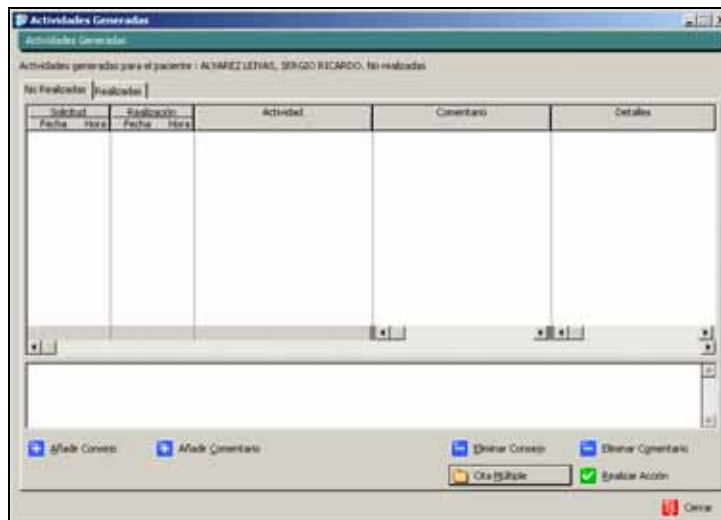 Actividades Generadas
Actividades Generadas
Actividades generadas para el paciente : ALVAREZ LEIVAS, SERGIO RICARDO. No realizadas
No Realizadas Realizadas
Solicitud Realización Actividad Comentario Detalles
Fecha Hora Fecha Hora
Añadir Consejo Añadir Comentario Eliminar Consejo Eliminar Comentario
Cita Múltiple Realizar Acción
Cerrar